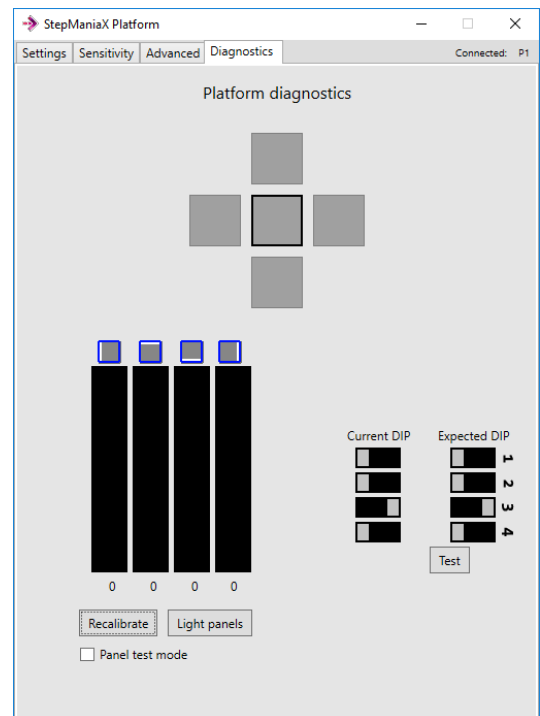 StepManiaX Platform
Settings Sensitivity Advanced Diagnostics Connected: P1
Platform diagnostics
Current DIP Expected DIP
1
2
3
4
Test
0 0 0 0
Recalibrate Light panels
Panel test mode